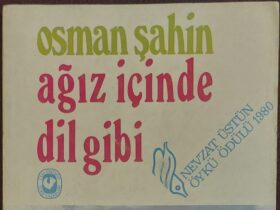 osman şahin
ağız içinde
dil gibi
NEVZAT ÜSTÜN
ÖYKÜ ÖDÜLÜ 1980